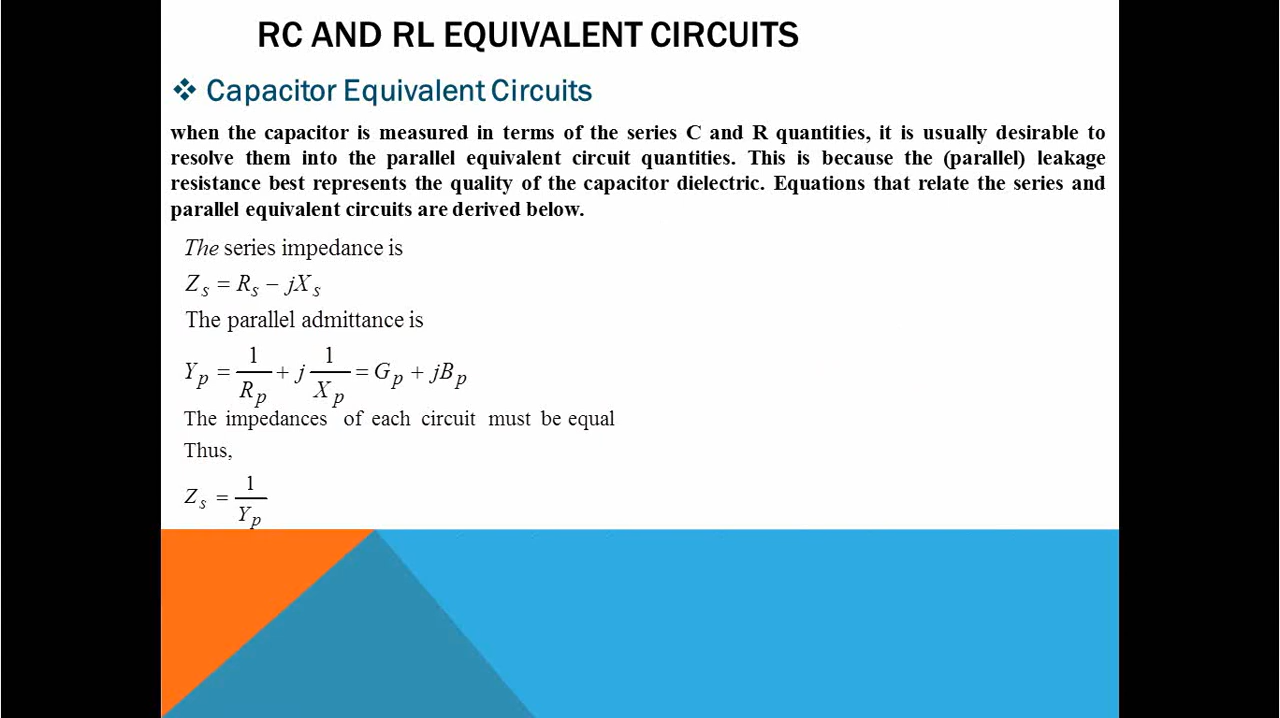 RC AND RL EQUIVALENT CIRCUITS
❖ Capacitor Equivalent Circuits
when the capacitor is measured in terms of the series C and R quantities, it is usually desirable to
resolve them into the parallel equivalent circuit quantities. This is because the (parallel) leakage
resistance best represents the quality of the capacitor dielectric. Equations that relate the series and
parallel equivalent circuits are derived below.
The series impedance is
Z_s = R_s − jX_s
The parallel admittance is
Y_p = 1/R_p + j 1/X_p = G_p + jB_p
The impedances of each circuit must be equal
Thus,
Z_s = 1/Y_p